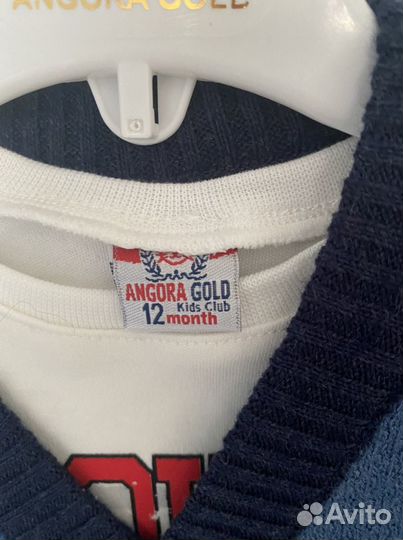 ANGORA GOLD
ANGORA GOLD
Kids Club
12 month
Avito